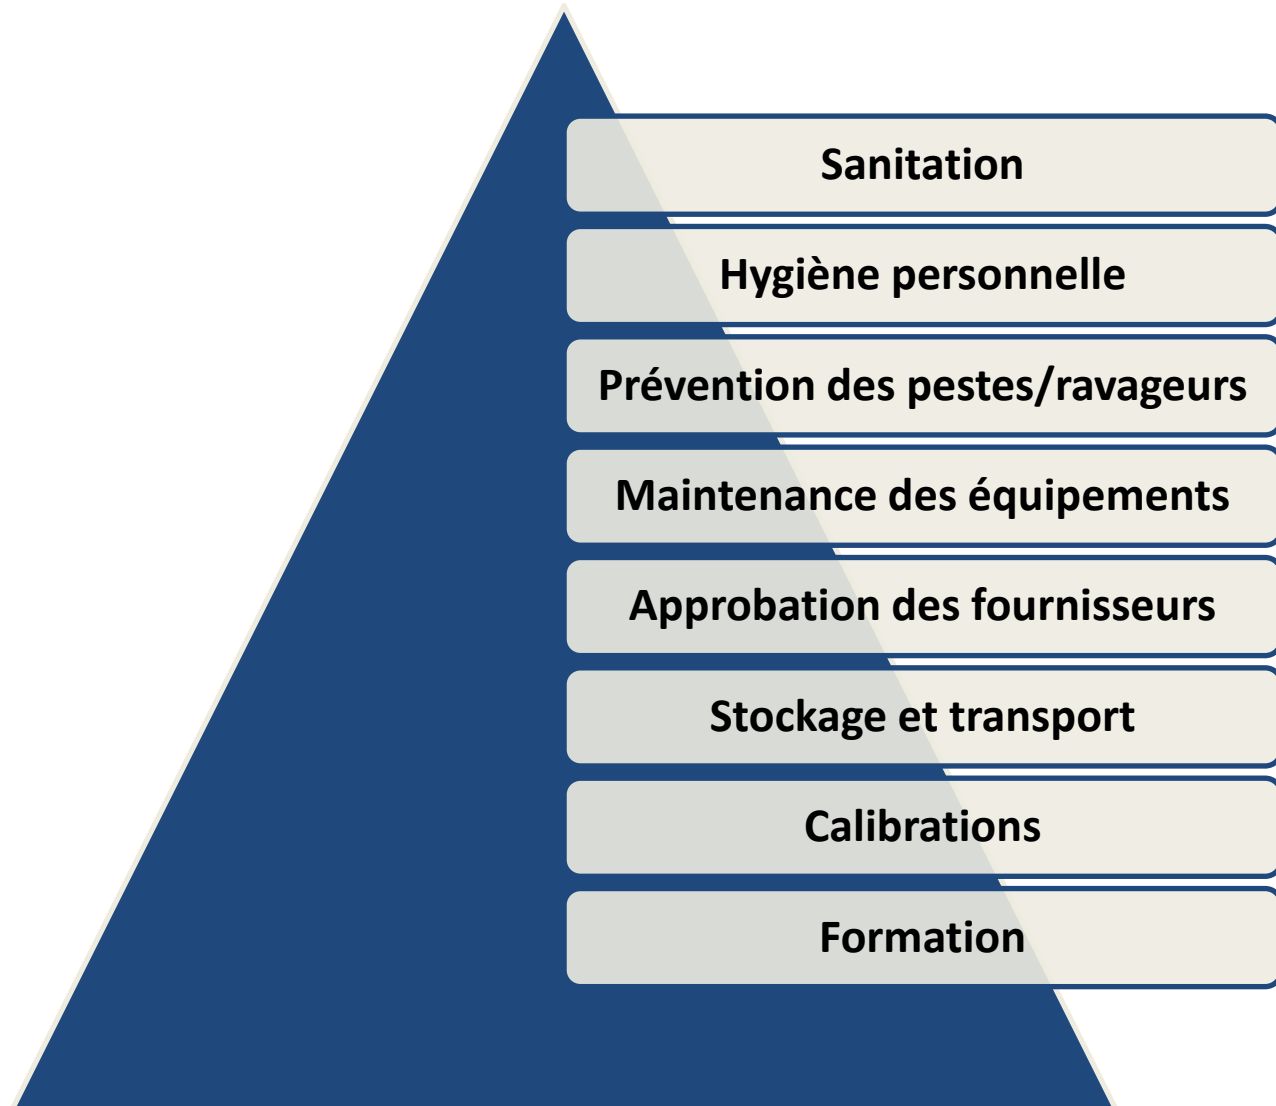 Sanitation
Hygiène personnelle
Prévention des pestes/ravageurs
Maintenance des équipements
Approbation des fournisseurs
Stockage et transport
Calibrations
Formation